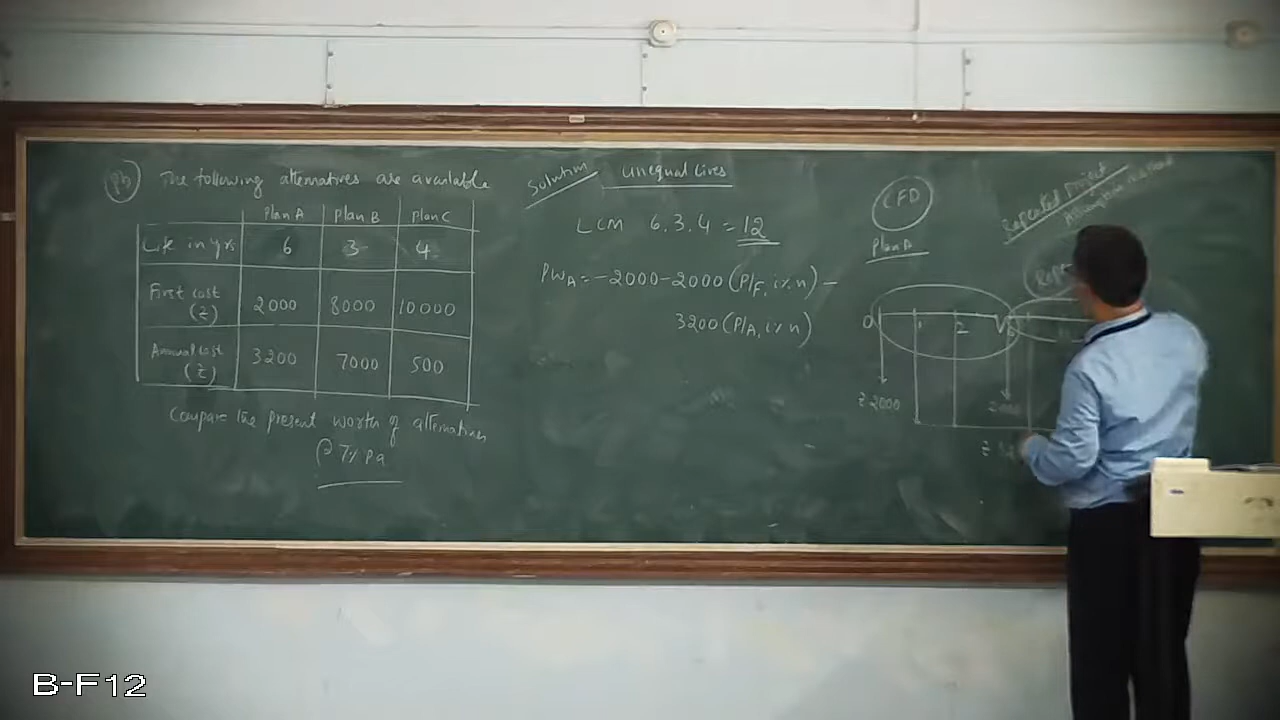 Pb) The following alternatives are available
Plan A Plan B Plan C
Life in yrs 6 3 4
First cost (₹) 2000 8000 10000
Annual cost (₹) 3200 7000 500
Compare the present worth of alternatives
@ 7% Pa
Solution Unequal Lives
LCM 6.3.4 = 12
PWA = -2000-2000 (P/F, i% n) -
3200 (P/A, i% n)
CFD
Plan A
Repeated project
Assumption
0 1 2 6
₹ 2000
B-F12